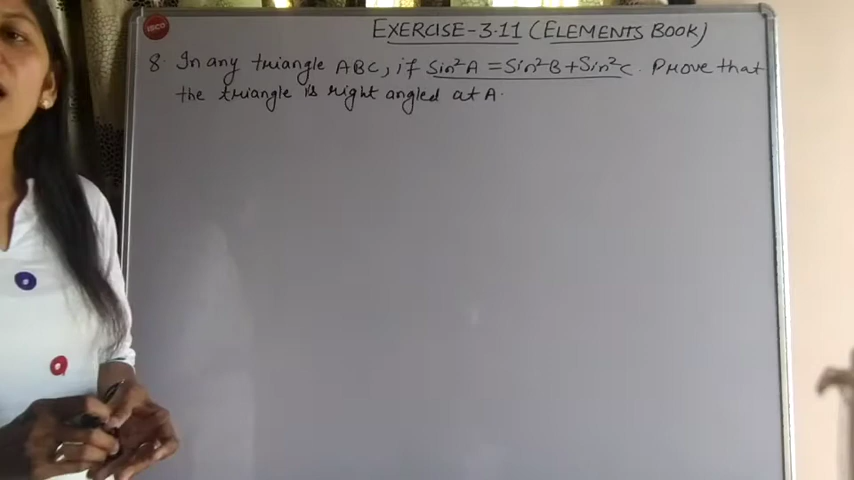 EXERCISE-3.11 (ELEMENTS BOOK)
8. In any triangle ABC, if Sin²A = Sin²B + Sin²C. Prove that
the triangle is right angled at A.